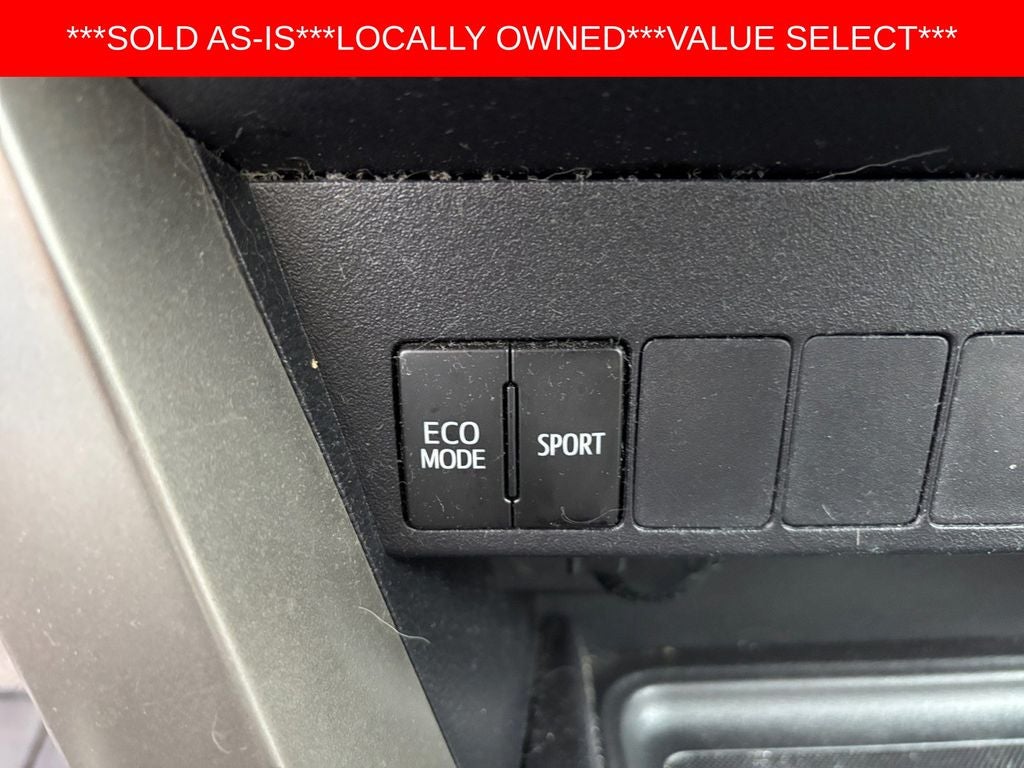 ***SOLD AS-IS***LOCALLY OWNED***VALUE SELECT***
ECO
MODE
SPORT